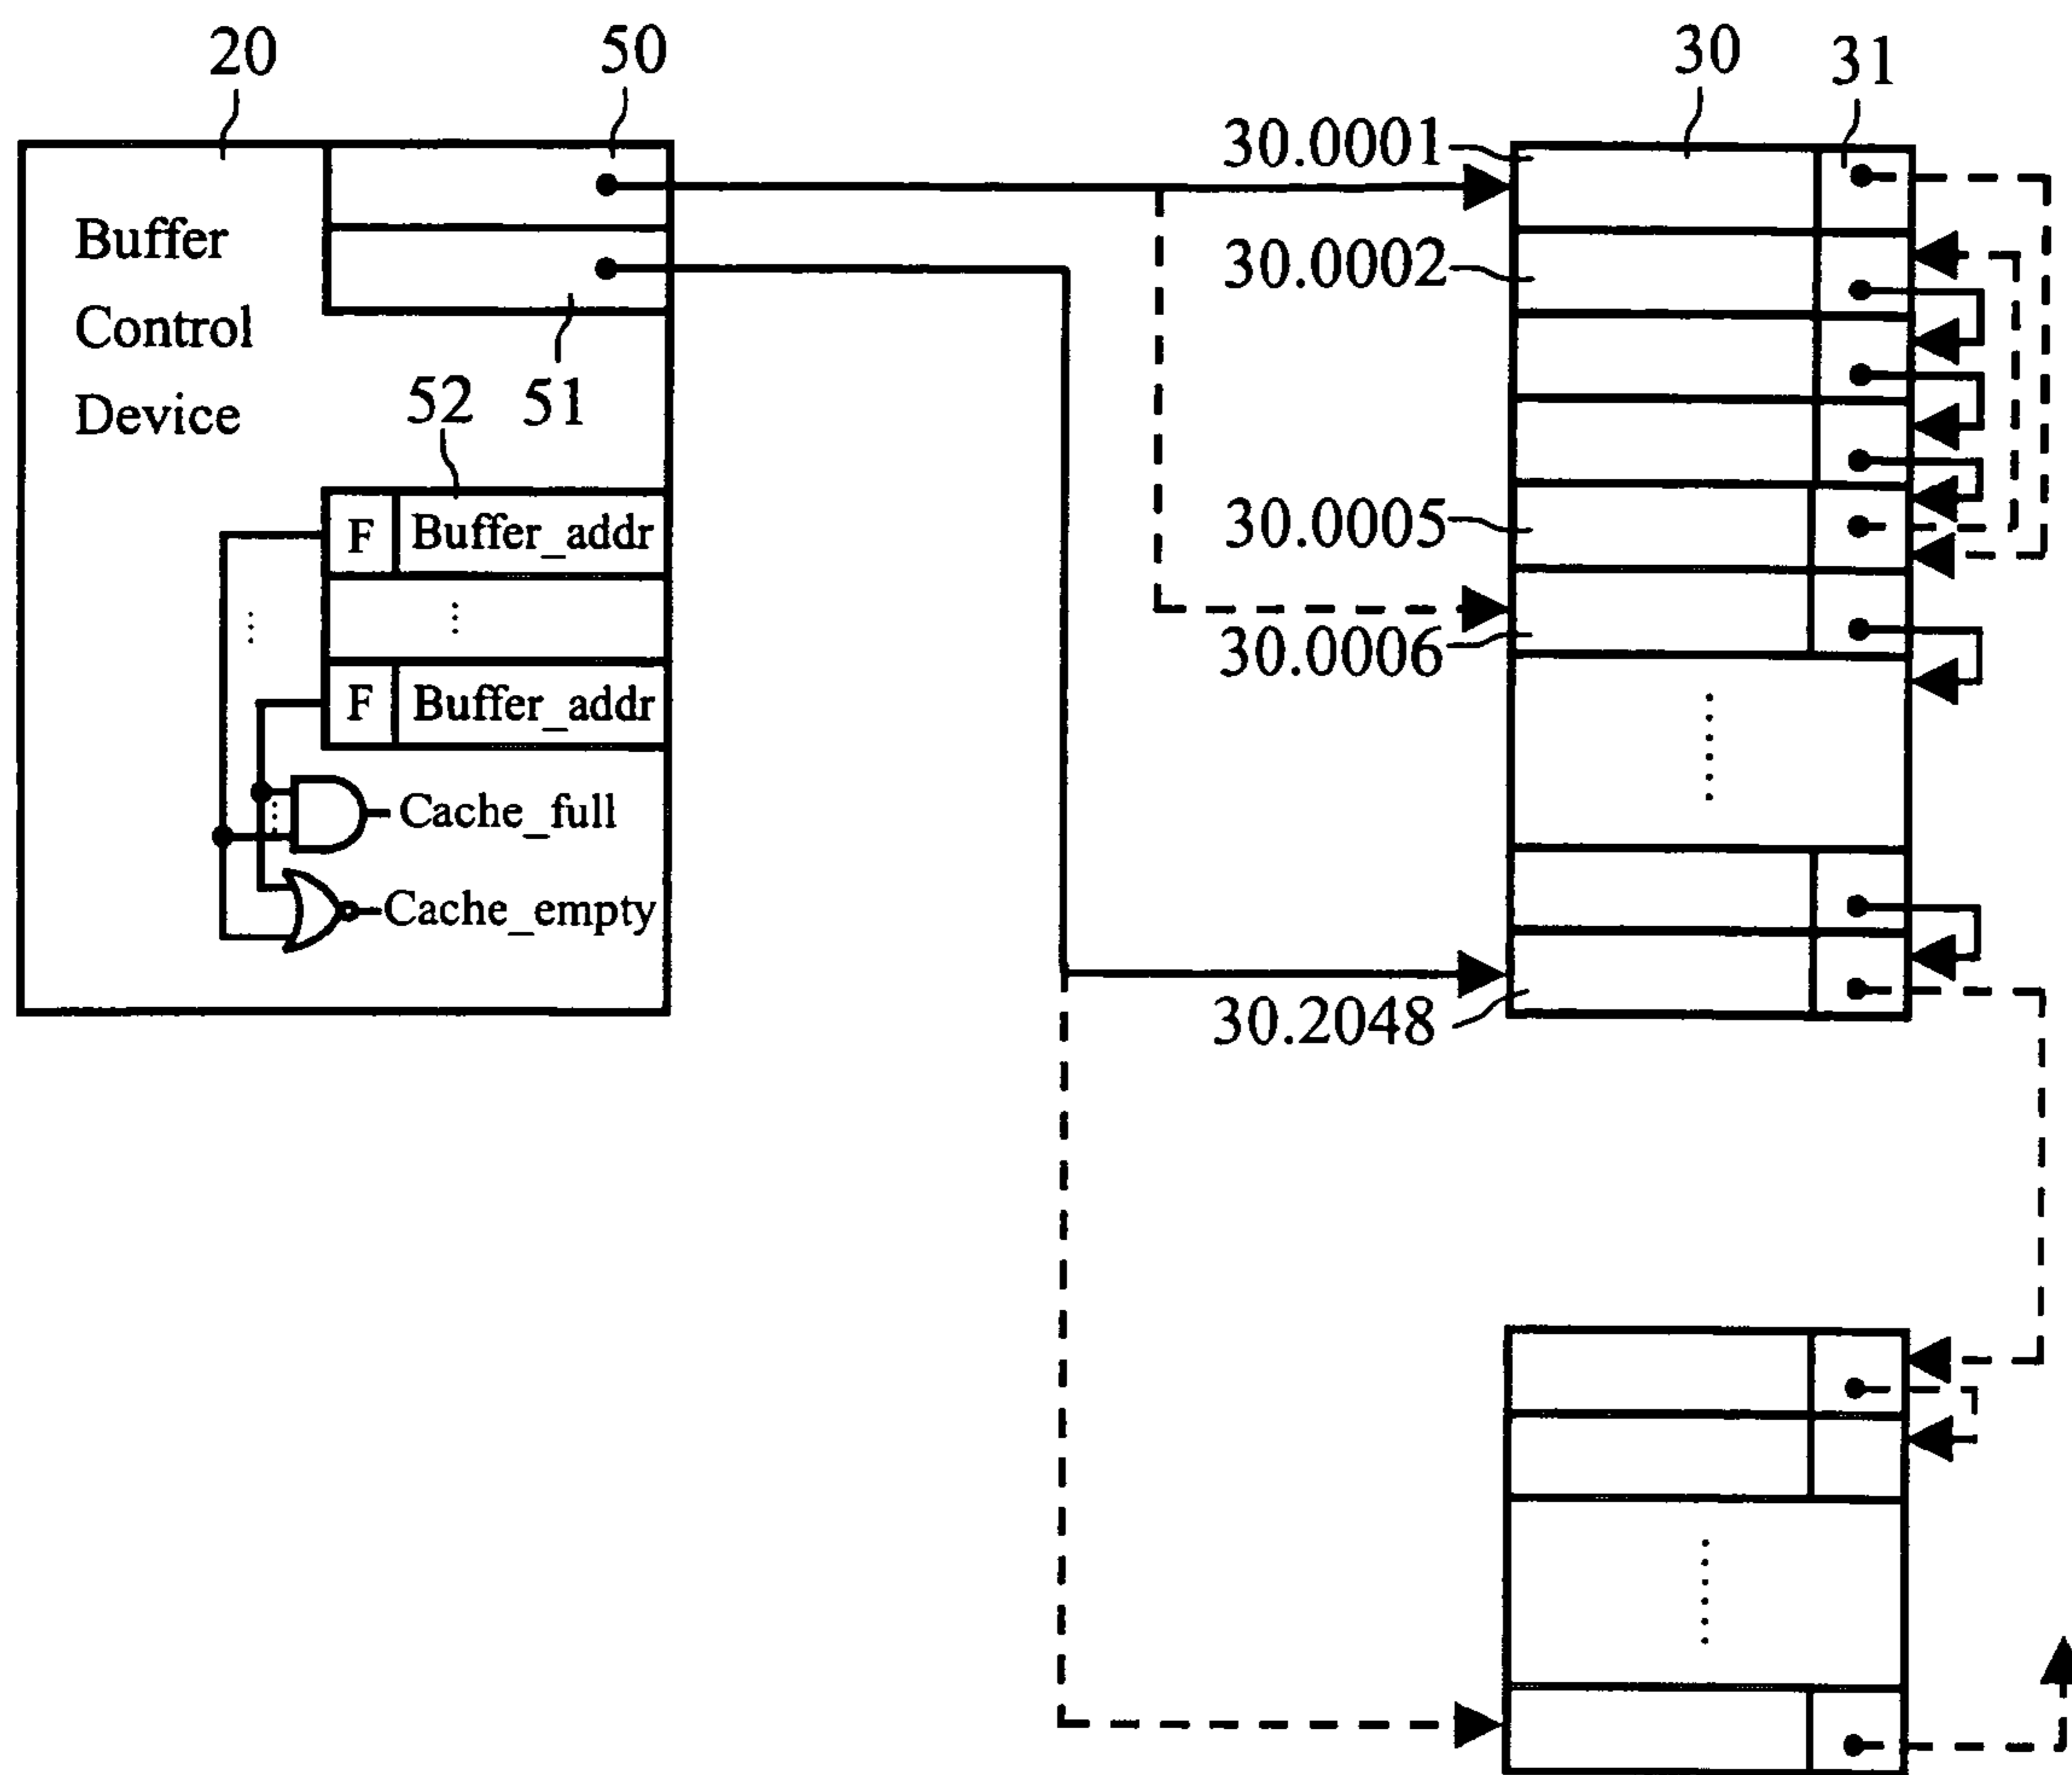 20
50
30
31
30.0001
Buffer
Control
Device
30.0002
51
52
30.0005
F
Buffer_addr
30.0006
F
Buffer_addr
Cache_full
Cache_empty
30.2048